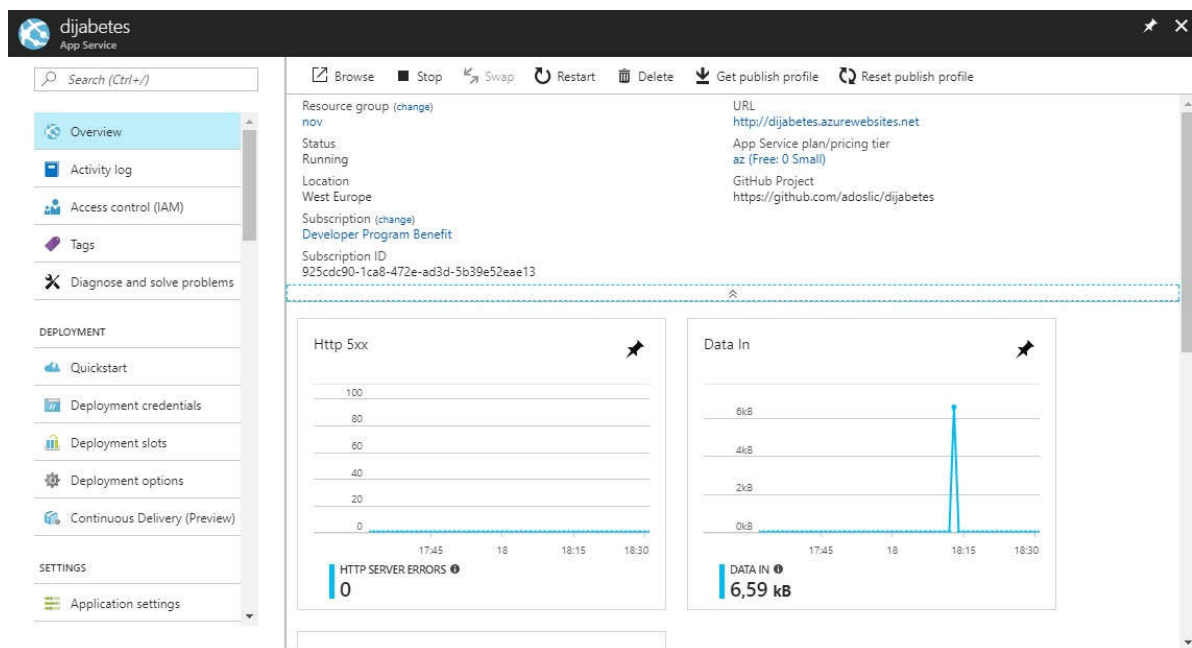 dijabetes
App Service
Search (Ctrl+/)
Overview
Activity log
Access control (IAM)
Tags
Diagnose and solve problems
DEPLOYMENT
Quickstart
Deployment credentials
Deployment slots
Deployment options
Continuous Delivery (Preview)
SETTINGS
Application settings
Browse Stop Swap Restart Delete Get publish profile Reset publish profile
Resource group (change)
nov
Status
Running
Location
West Europe
Subscription (change)
Developer Program Benefit
Subscription ID
925cdc90-1ca8-472e-ad3d-5b39e52eae13
URL
http://dijabetes.azurewebsites.net
App Service plan/pricing tier
az (Free: 0 Small)
GitHub Project
https://github.com/adoslic/dijabetes
Http 5xx
100
80
60
40
20
0
17:45 18 18:15 18:30
HTTP SERVER ERRORS
0
Data In
6kB
4kB
2kB
0kB
17:45 18 18:15 18:30
DATA IN
6,59 kB